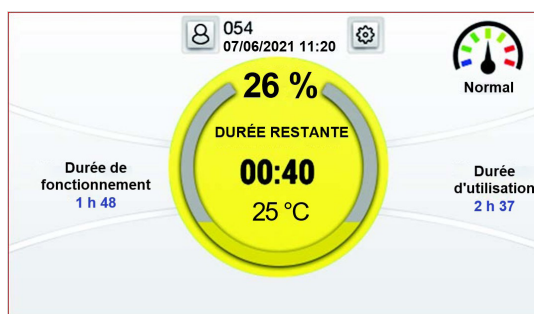 054
07/06/2021 11:20
Normal
26 %
DURÉE RESTANTE
00:40
25 °C
Durée de
fonctionnement
1 h 48
Durée
d'utilisation
2 h 37